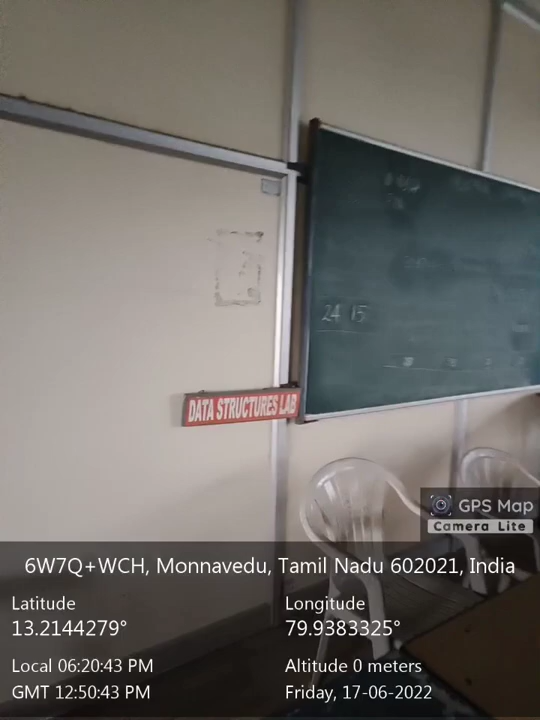 24 15
DATA STRUCTURES LAB
GPS Map
Camera Lite
6W7Q+WCH, Monnavedu, Tamil Nadu 602021, India
Latitude
13.2144279°
Longitude
79.9383325°
Local 06:20:43 PM
GMT 12:50:43 PM
Altitude 0 meters
Friday, 17-06-2022